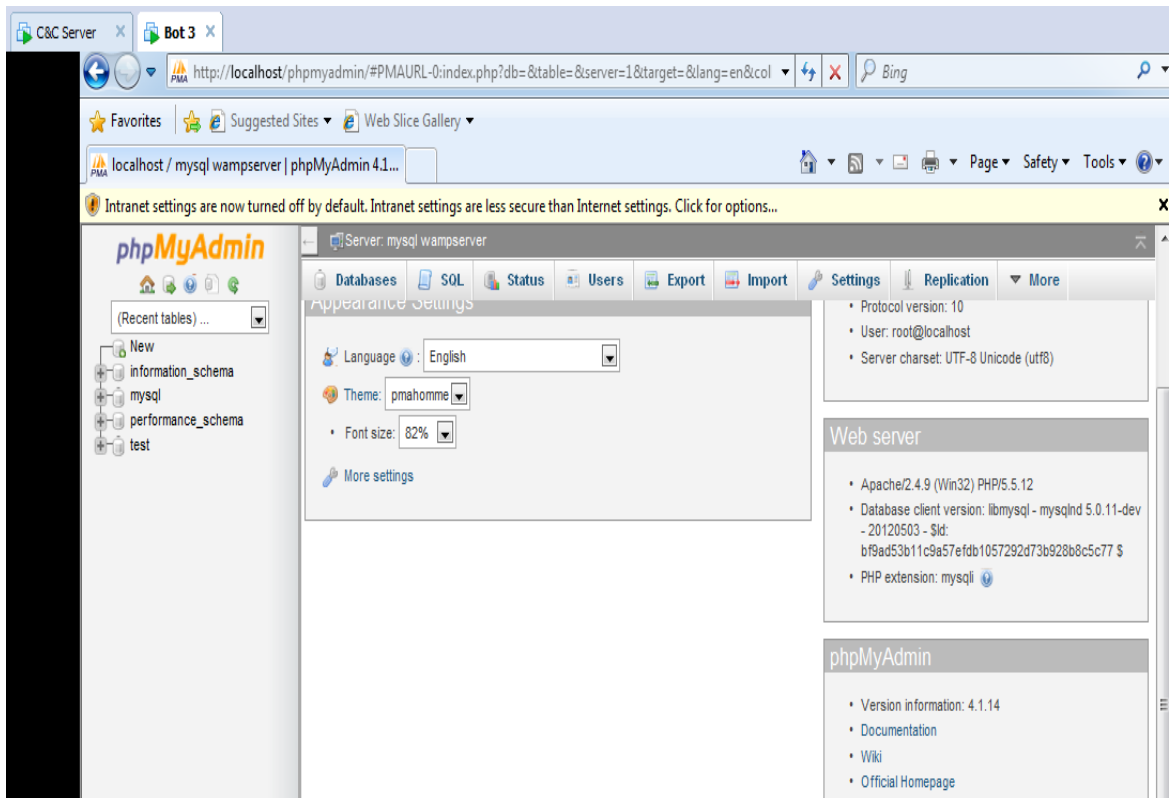 C&C Server
Bot 3
http://localhost/phpmyadmin/#PMAURL-0:index.php?db=&table=&server=1&target=&lang=en&col
Bing
Favorites
Suggested Sites
Web Slice Gallery
localhost / mysql wampserver | phpMyAdmin 4.1...
Page
Safety
Tools
Intranet settings are now turned off by default. Intranet settings are less secure than Internet settings. Click for options...
phpMyAdmin
(Recent tables) ...
New
information_schema
mysql
performance_schema
test
Server: mysql wampserver
Databases
SQL
Status
Users
Export
Import
Settings
Replication
More
Appearance Settings
Language : English
Theme: pmahomme
Font size: 82%
More settings
Protocol version: 10
User: root@localhost
Server charset: UTF-8 Unicode (utf8)
Web server
Apache/2.4.9 (Win32) PHP/5.5.12
Database client version: libmysql - mysqlnd 5.0.11-dev
- 20120503 - $Id:
bf9ad53b11c9a57efdb1057292d73b928b8c5c77 $
PHP extension: mysqli
phpMyAdmin
Version information: 4.1.14
Documentation
Wiki
Official Homepage